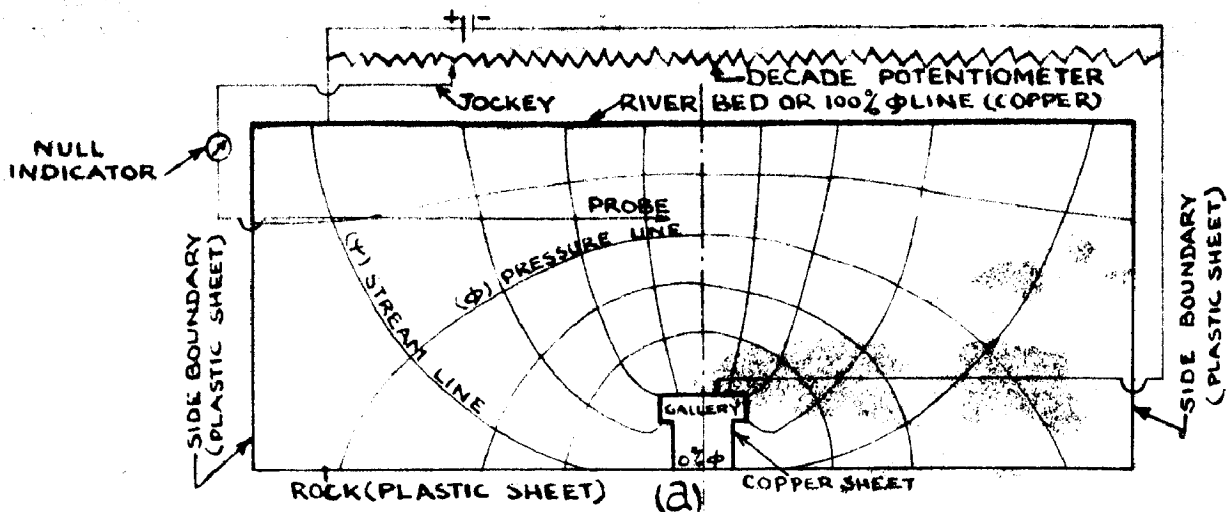 + -
DECADE POTENTIOMETER
JOCKEY
RIVER BED OR 100% φ LINE (COPPER)
NULL
INDICATOR
PROBE
(φ) PRESSURE LINE
(Ψ) STREAM LINE
SIDE BOUNDARY
(PLASTIC SHEET)
SIDE BOUNDARY
(PLASTIC SHEET)
GALLERY
0% φ
ROCK (PLASTIC SHEET)
(a)
COPPER SHEET